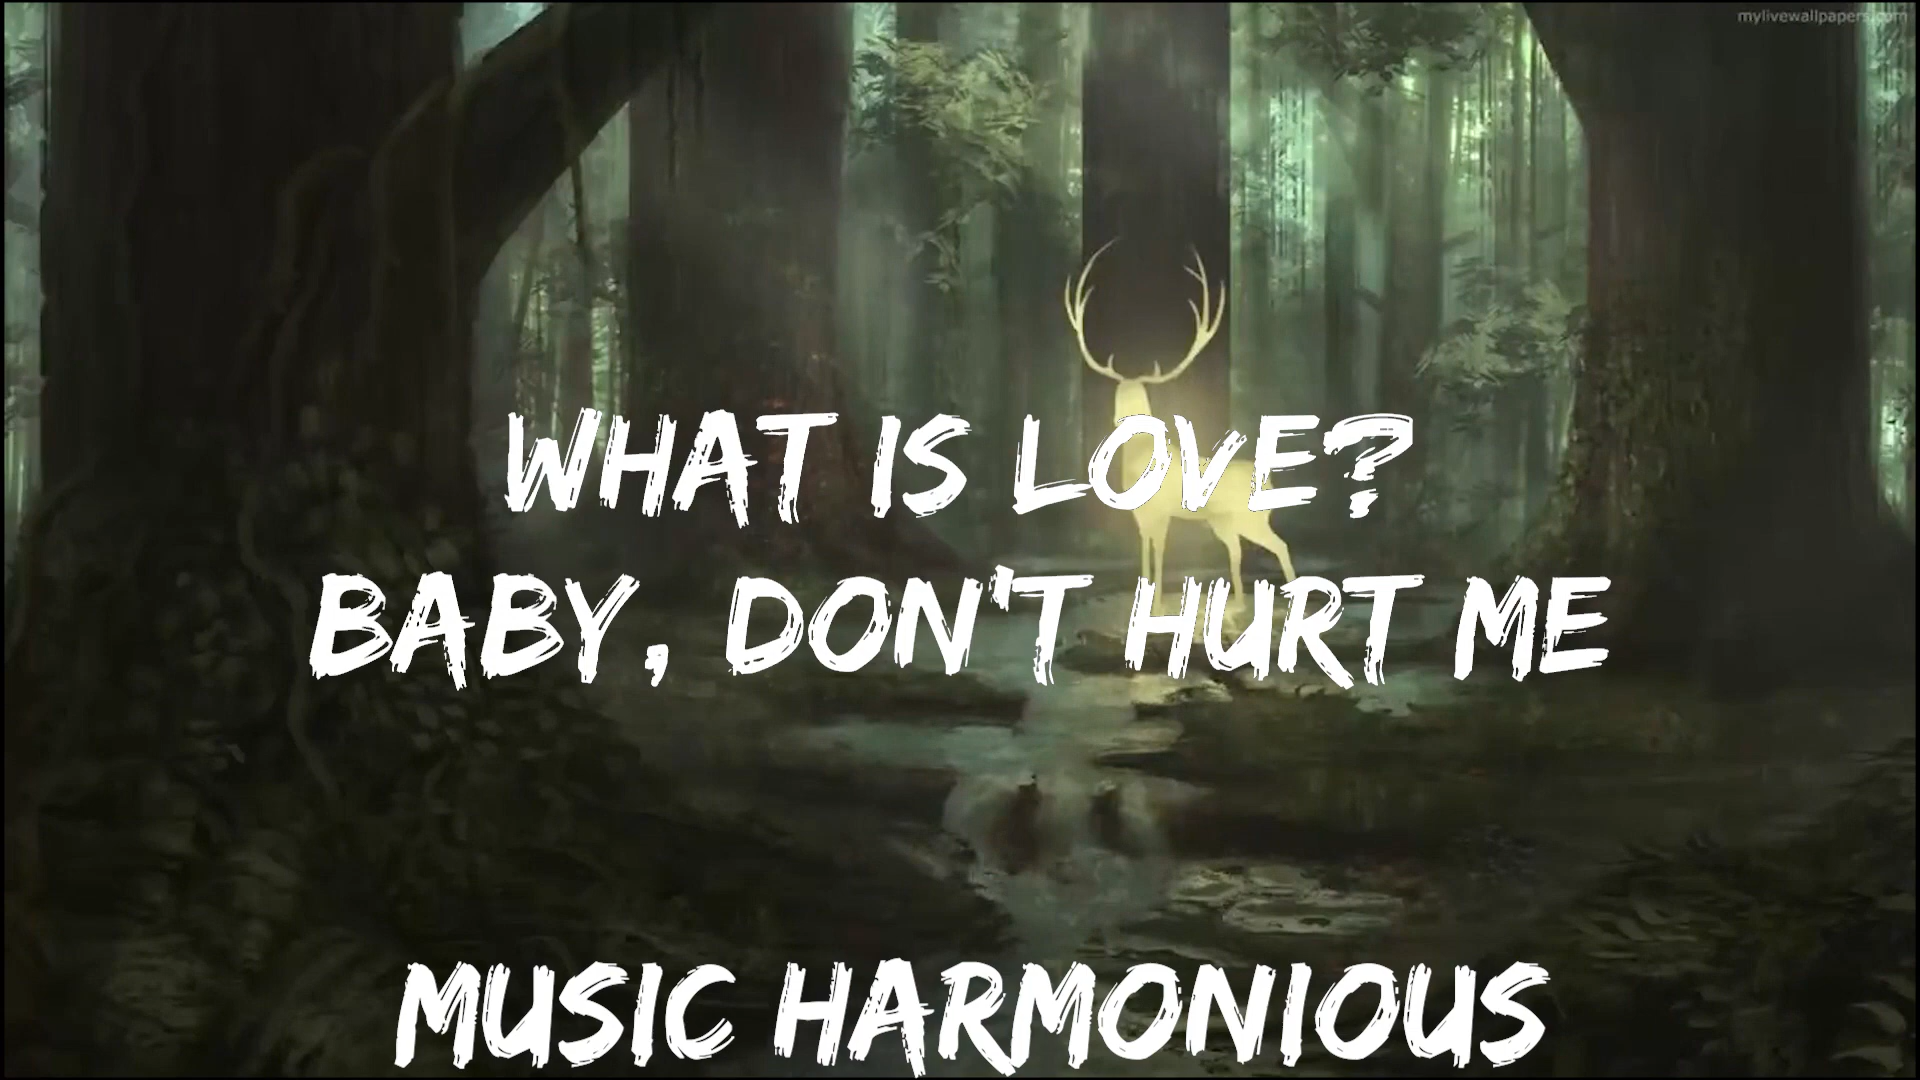 mylivewallpapers.com
WHAT IS LOVE?
BABY, DON'T HURT ME
MUSIC HARMONIOUS